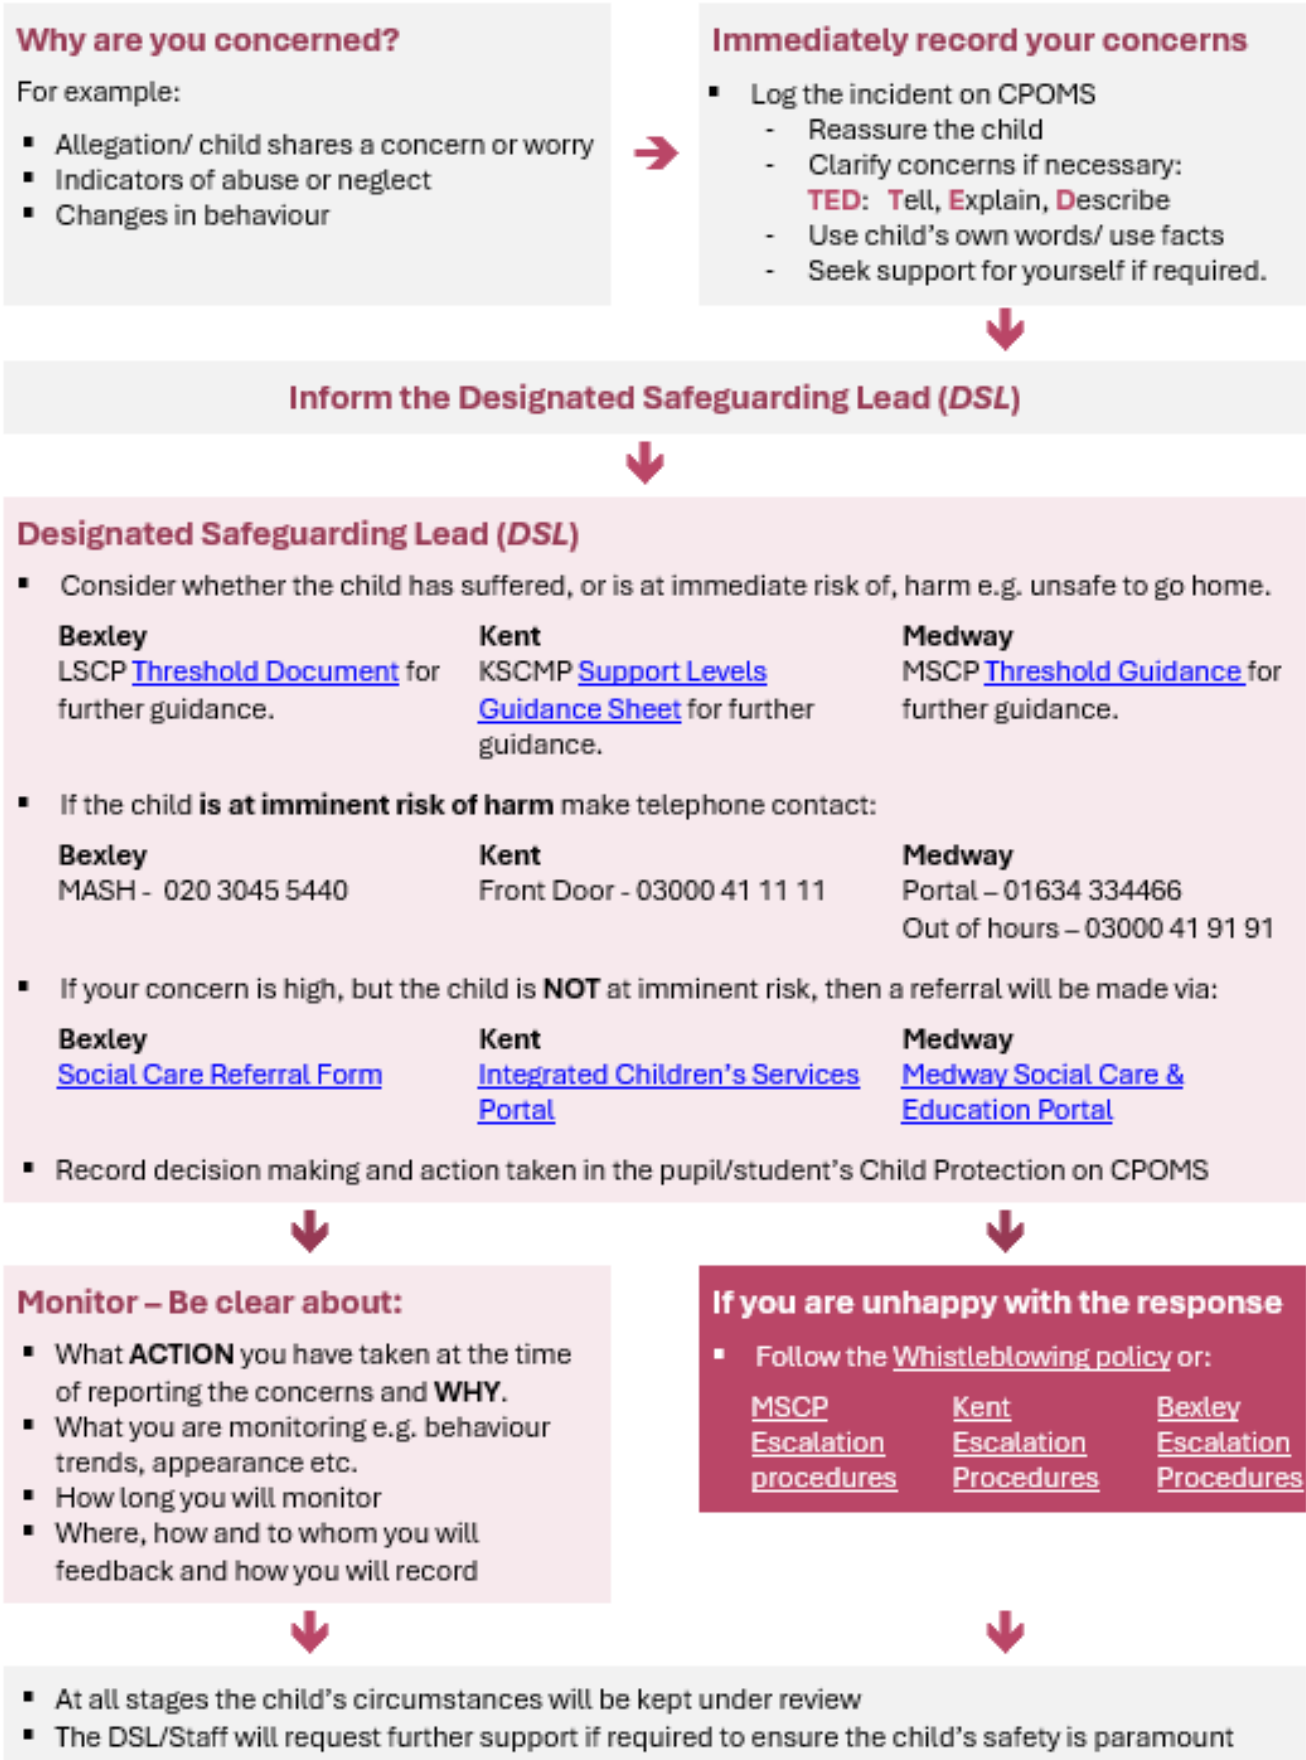 Why are you concerned?
For example:
▪ Allegation/ child shares a concern or worry
▪ Indicators of abuse or neglect
▪ Changes in behaviour
Immediately record your concerns
▪ Log the incident on CPOMS
- Reassure the child
- Clarify concerns if necessary:
TED: Tell, Explain, Describe
- Use child's own words/ use facts
- Seek support for yourself if required.
Inform the Designated Safeguarding Lead (DSL)
Designated Safeguarding Lead (DSL)
▪ Consider whether the child has suffered, or is at immediate risk of, harm e.g. unsafe to go home.
Bexley
LSCP Threshold Document for
further guidance.
Kent
KSCMP Support Levels
Guidance Sheet for further
guidance.
Medway
MSCP Threshold Guidance for
further guidance.
▪ If the child is at imminent risk of harm make telephone contact:
Bexley
MASH - 020 3045 5440
Kent
Front Door - 03000 41 11 11
Medway
Portal – 01634 334466
Out of hours – 03000 41 91 91
▪ If your concern is high, but the child is NOT at imminent risk, then a referral will be made via:
Bexley
Social Care Referral Form
Kent
Integrated Children's Services
Portal
Medway
Medway Social Care &
Education Portal
▪ Record decision making and action taken in the pupil/student's Child Protection on CPOMS
Monitor – Be clear about:
▪ What ACTION you have taken at the time
of reporting the concerns and WHY.
▪ What you are monitoring e.g. behaviour
trends, appearance etc.
▪ How long you will monitor
▪ Where, how and to whom you will
feedback and how you will record
If you are unhappy with the response
▪ Follow the Whistleblowing policy or:
MSCP
Escalation
procedures
Kent
Escalation
Procedures
Bexley
Escalation
Procedures
▪ At all stages the child's circumstances will be kept under review
▪ The DSL/Staff will request further support if required to ensure the child's safety is paramount